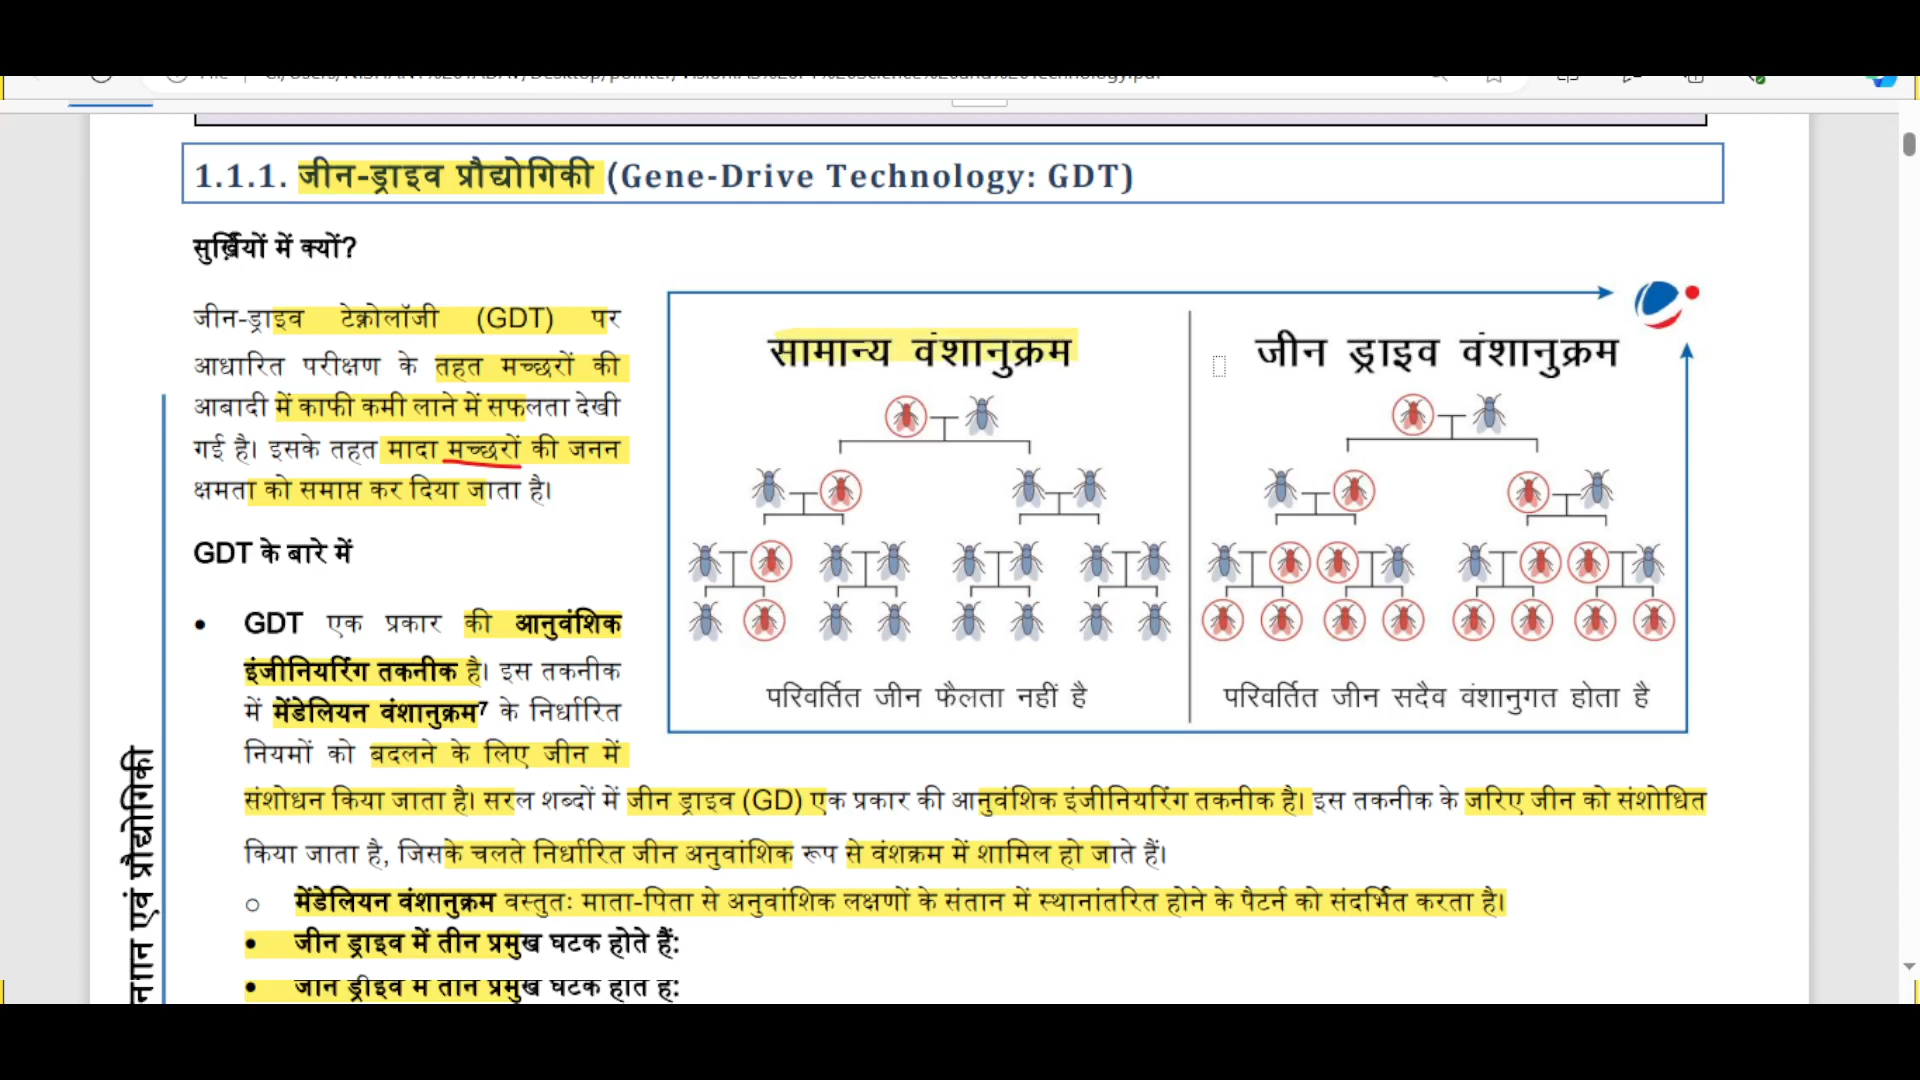 1.1.1. जीन-ड्राइव प्रौद्योगिकी (Gene-Drive Technology: GDT)
सुर्ख़ियों में क्यों?
जीन-ड्राइव टेक्नोलॉजी (GDT) पर
आधारित परीक्षण के तहत मच्छरों की
आबादी में काफी कमी लाने में सफलता देखी
गई है। इसके तहत मादा मच्छरों की जनन
क्षमता को समाप्त कर दिया जाता है।
सामान्य वंशानुक्रम
परिवर्तित जीन फैलता नहीं है
जीन ड्राइव वंशानुक्रम
परिवर्तित जीन सदैव वंशानुगत होता है
GDT के बारे में
• GDT एक प्रकार की आनुवंशिक
इंजीनियरिंग तकनीक है। इस तकनीक
में मेंडेलियन वंशानुक्रम⁷ के निर्धारित
नियमों को बदलने के लिए जीन में
संशोधन किया जाता है। सरल शब्दों में जीन ड्राइव (GD) एक प्रकार की आनुवंशिक इंजीनियरिंग तकनीक है। इस तकनीक के जरिए जीन को संशोधित
किया जाता है, जिसके चलते निर्धारित जीन अनुवांशिक रूप से वंशक्रम में शामिल हो जाते हैं।
○ मेंडेलियन वंशानुक्रम वस्तुतः माता-पिता से अनुवांशिक लक्षणों के संतान में स्थानांतरित होने के पैटर्न को संदर्भित करता है।
• जीन ड्राइव में तीन प्रमुख घटक होते हैं:
• जीन ड्राइव में तीन प्रमुख घटक होते हैं:
एवं प्रौद्योगिकी